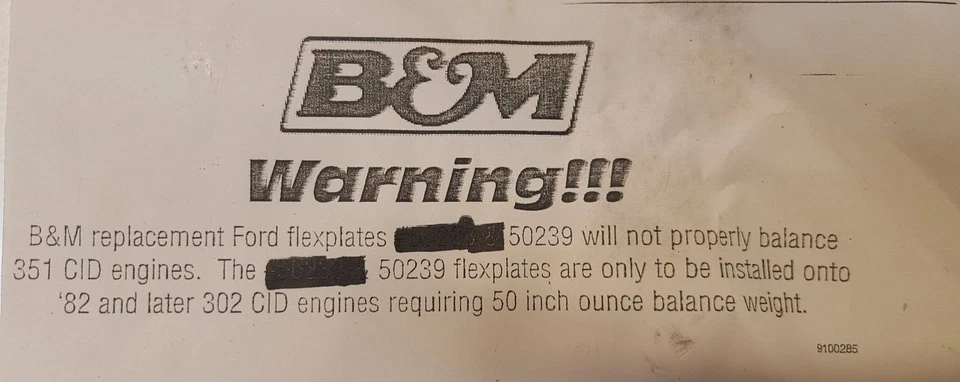 B&M
Warning!!!
B&M replacement Ford flexplates 50239 will not properly balance
351 CID engines. The 50239 flexplates are only to be installed onto
'82 and later 302 CID engines requiring 50 inch ounce balance weight.
9100285